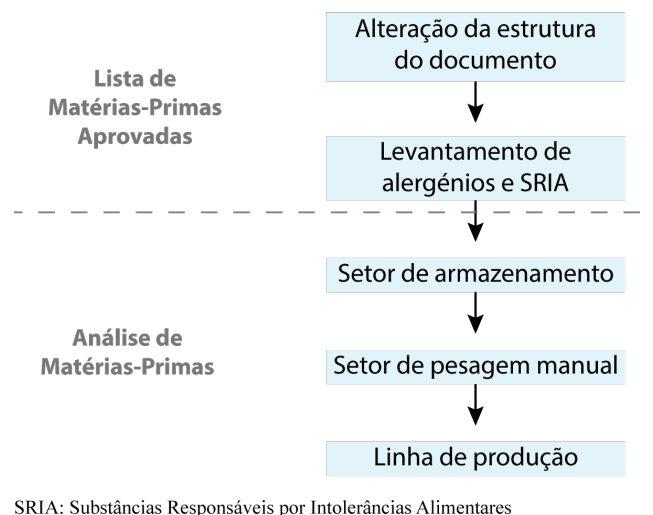 Lista de
Matérias-Primas
Aprovadas
Alteração da estrutura
do documento
Levantamento de
alergénios e SRIA
Análise de
Matérias-Primas
Setor de armazenamento
Setor de pesagem manual
Linha de produção
SRIA: Substâncias Responsáveis por Intolerâncias Alimentares